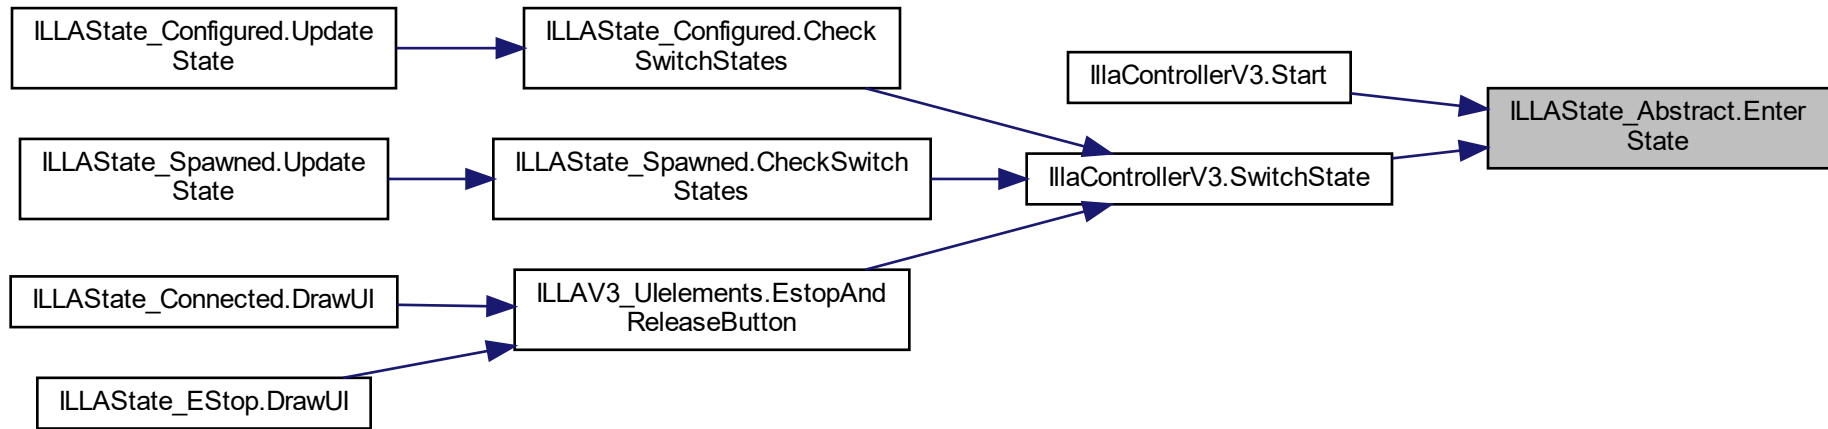 ILLAState_Configured.Update
State
ILLAState_Configured.Check
SwitchStates
IllaControllerV3.Start
ILLAState_Abstract.Enter
State
ILLAState_Spawned.Update
State
ILLAState_Spawned.CheckSwitch
States
IllaControllerV3.SwitchState
ILLAState_Connected.DrawUI
ILLAV3_UIelements.EstopAnd
ReleaseButton
ILLAState_EStop.DrawUI